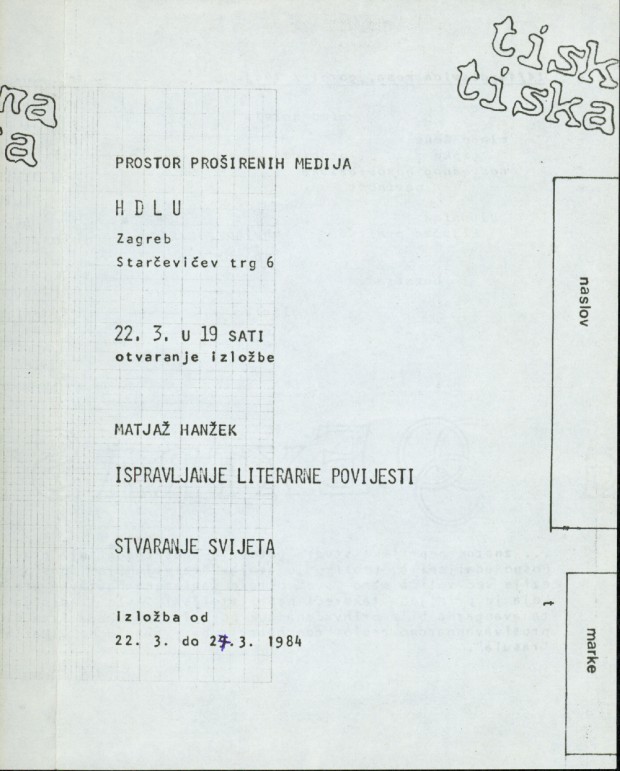 tisk
tiska
na
a
PROSTOR PROŠIRENIH MEDIJA
H D L U
Zagreb
Starčevićev trg 6
22. 3. U 19 SATI
otvaranje izložbe
MATJAŽ HANŽEK
ISPRAVLJANJE LITERARNE POVIJESTI
STVARANJE SVIJETA
Izložba od
22. 3. do 27.3. 1984
naslov
t
marke